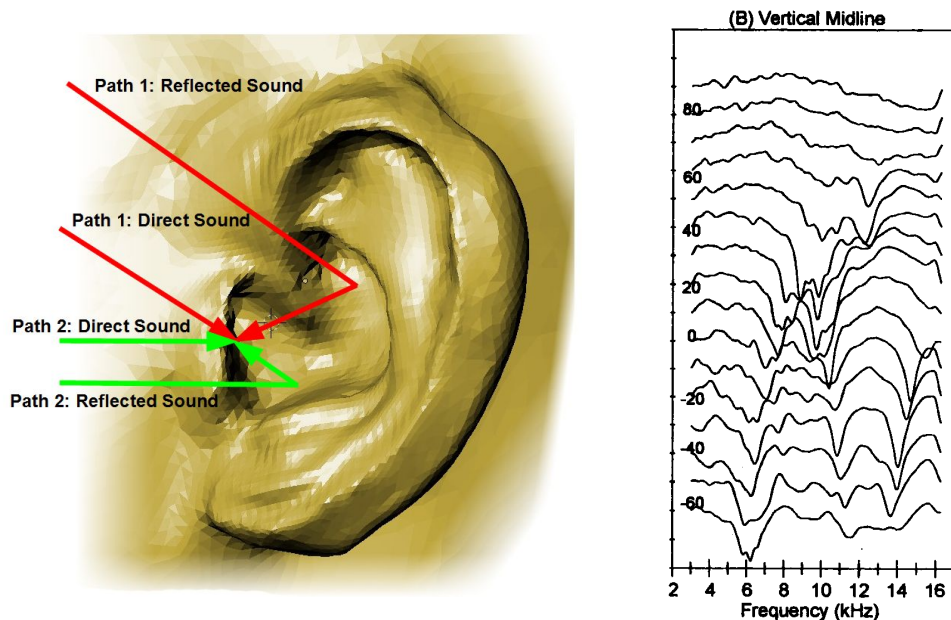 Path 1: Reflected Sound
Path 1: Direct Sound
Path 2: Direct Sound
Path 2: Reflected Sound
(B) Vertical Midline
80
60
40
20
0
-20
-40
-60
2 4 6 8 10 12 14 16
Frequency (kHz)